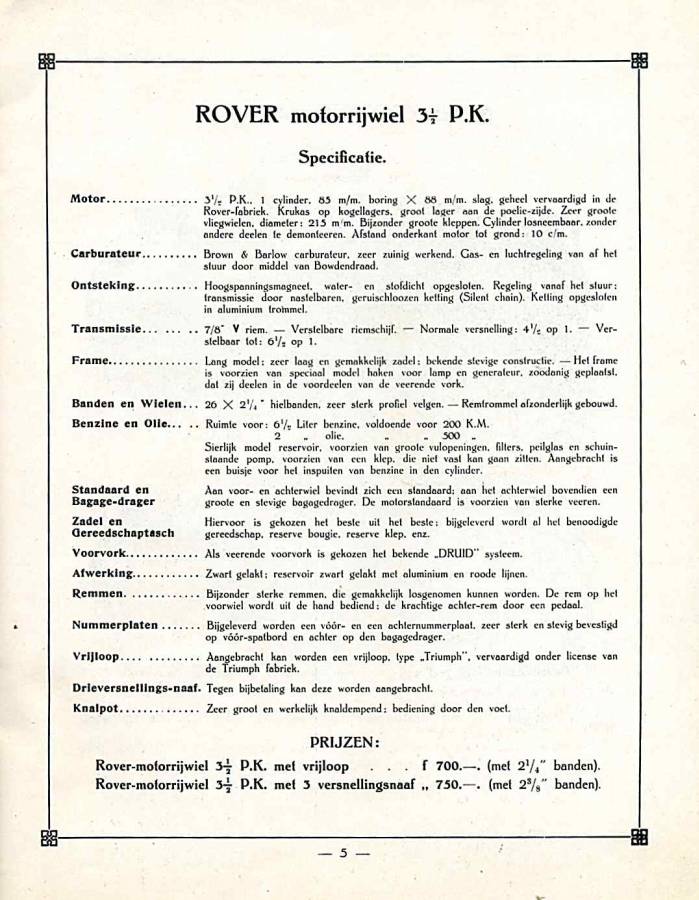 ROVER motorrijwiel 3½ P.K.
Specificatie.
Motor................ 3½ P.K., 1 cylinder, 85 m/m. boring × 88 m/m. slag, geheel vervaardigd in de
Rover-fabriek. Krukas op kogellagers, groot lager aan de poelie-zijde. Zeer groote
vliegwielen, diameter: 215 m/m. Bijzonder groote kleppen. Cylinder losneembaar, zonder
andere deelen te demonteeren. Afstand onderkant motor tot grond: 10 c/m.
Carburateur.......... Brown & Barlow carburateur, zeer zuinig werkend. Gas- en luchtregeling van af het
stuur door middel van Bowdendraad.
Ontsteking........... Hoogspanningsmagneet, water- en stofdicht opgesloten. Regeling vanaf het stuur;
transmissie door nastelbaren, geruischloozen ketting (Silent chain). Ketting opgesloten
in aluminium trommel.
Transmissie... ... .. 7/8" V riem. — Verstelbare riemschijf. — Normale versnelling: 4½ op 1. — Ver-
stelbaar tot: 6½ op 1.
Frame................ Lang model; zeer laag en gemakkelijk zadel; bekende stevige constructie. — Het frame
is voorzien van speciaal model haken voor lamp en generateur, zoodanig geplaatst,
dat zij deelen in de voordeelen van de veerende vork.
Banden en Wielen... 26 × 2¼" hielbanden, zeer sterk profiel velgen. — Remtrommel afzonderlijk gebouwd.
Benzine en Olie.. .. Ruimte voor: 6½ Liter benzine, voldoende voor 200 K.M.
2 „ olie, „ „ 500 „
Sierlijk model reservoir, voorzien van groote vulopeningen, filters, peilglas en schuin-
staande pomp, voorzien van een klep, die niet vast kan gaan zitten. Aangebracht is
een buisje voor het inspuiten van benzine in den cylinder.
Standaard en
Bagage-drager
Aan voor- en achterwiel bevindt zich een standaard; aan het achterwiel bovendien een
groote en stevige bagagedrager. De motorstandaard is voorzien van sterke veeren.
Zadel en
Gereedschaptasch
Hiervoor is gekozen het beste uit het beste; bijgeleverd wordt al het benoodigde
gereedschap, reserve bougie, reserve klep, enz.
Voorvork............. Als veerende voorvork is gekozen het bekende „DRUID" systeem.
Afwerking............ Zwart gelakt; reservoir zwart gelakt met aluminium en roode lijnen.
Remmen. ............ Bijzonder sterke remmen, die gemakkelijk losgenomen kunnen worden. De rem op het
voorwiel wordt uit de hand bediend; de krachtige achter-rem door een pedaal.
Nummerplaten ....... Bijgeleverd worden een vóór- en een achternummerplaat, zeer sterk en stevig bevestigd
op vóór-spatbord en achter op den bagagedrager.
Vrijloop.... .......... Aangebracht kan worden een vrijloop, type „Triumph", vervaardigd onder license van
de Triumph fabriek.
Drieversnellings-naaf. Tegen bijbetaling kan deze worden aangebracht.
Knalpot.............. Zeer groot en werkelijk knaldempend; bediening door den voet.
PRIJZEN:
Rover-motorrijwiel 3½ P.K. met vrijloop . . . f 700.—. (met 2¼" banden).
Rover-motorrijwiel 3½ P.K. met 3 versnellingsnaaf „ 750.—. (met 2³/₈" banden).
— 5 —